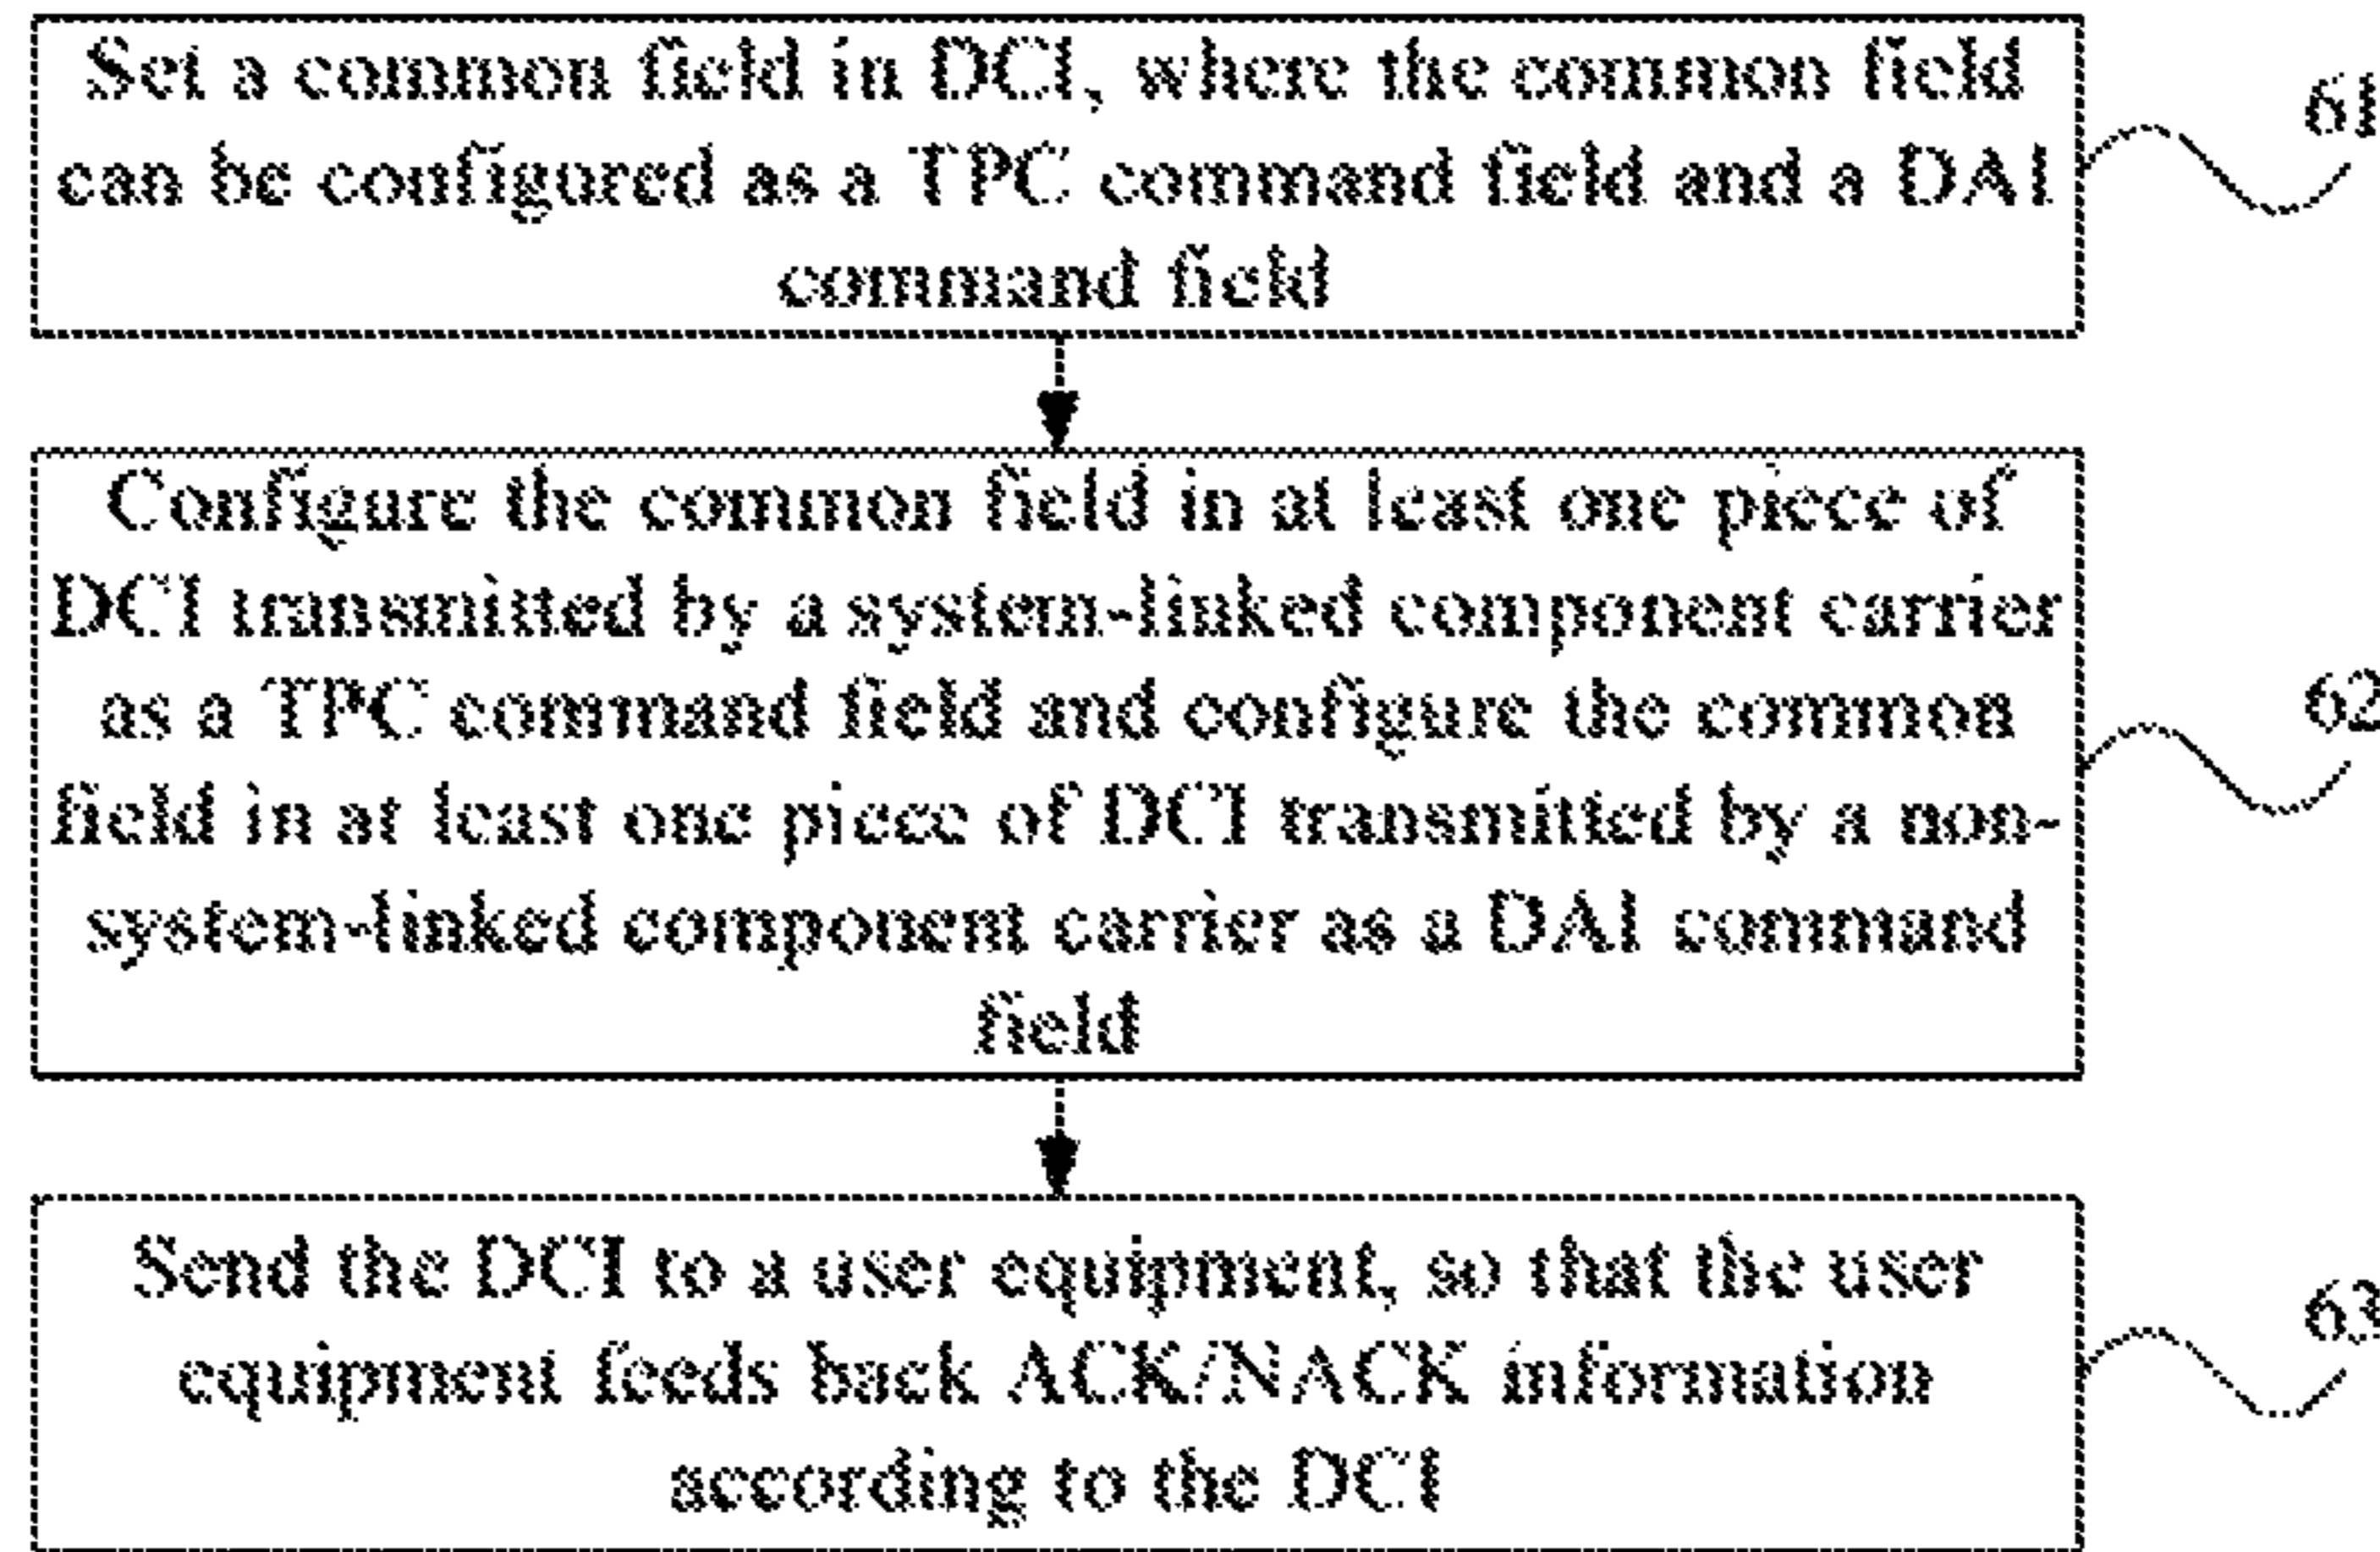 Set a common field in DCI, where the common field
can be configured as a TPC command field and a DAI
command field
61
Configure the common field in at least one piece of
DCI transmitted by a system-linked component carrier
as a TPC command field and configure the common
field in at least one piece of DCI transmitted by a non-
system-linked component carrier as a DAI command
field
62
Send the DCI to a user equipment, so that the user
equipment feeds back ACK/NACK information
according to the DCI
63